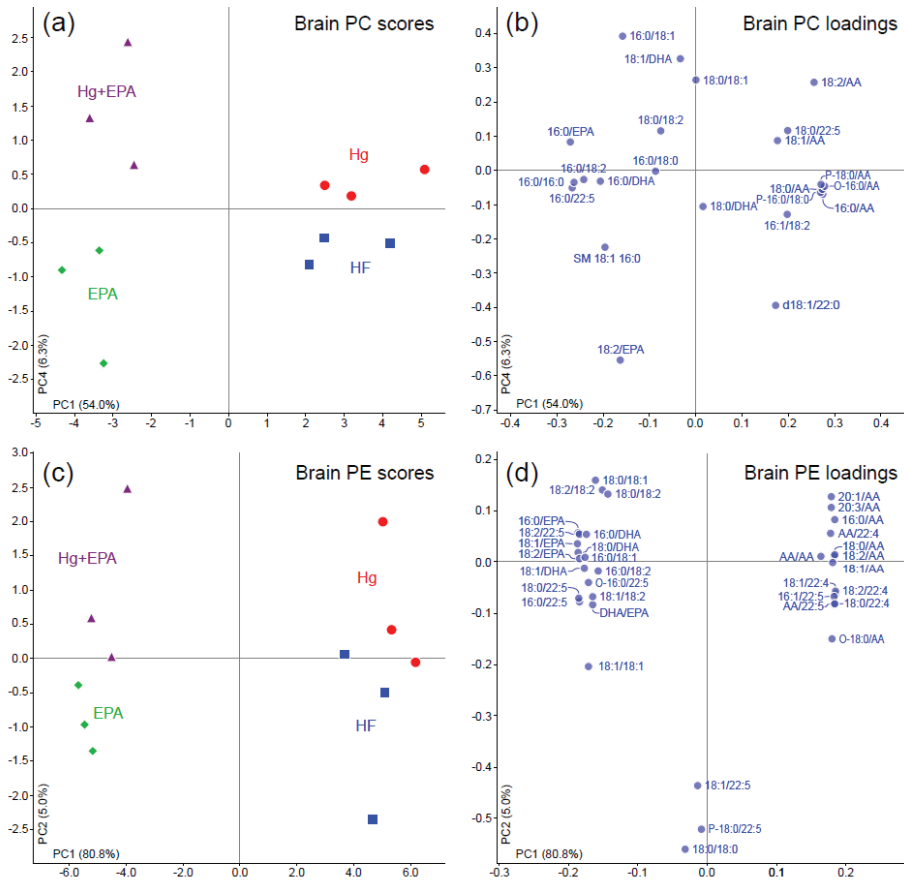 (a)
Brain PC scores
2.5
2.0
1.5
1.0
0.5
0.0
-0.5
-1.0
-1.5
-2.0
-2.5
Hg+EPA
Hg
HF
EPA
PC4 (6.3%)
PC1 (54.0%)
-5
-4
-3
-2
-1
0
1
2
3
4
5
(b)
Brain PC loadings
0.4
0.3
0.2
0.1
0.0
-0.1
-0.2
-0.3
-0.4
-0.5
-0.6
-0.7
16:0/18:1
18:1/DHA
18:0/18:1
18:2/AA
18:0/18:2
18:0/22:5
18:1/AA
16:0/EPA
16:0/18:0
16:0/18:2
16:0/16:0
16:0/DHA
16:0/22:5
P-18:0/AA
18:0/AA
O-16:0/AA
P-16:0/18:0
16:0/AA
18:0/DHA
16:1/18:2
SM 18:1 16:0
d18:1/22:0
18:2/EPA
PC4 (6.3%)
PC1 (54.0%)
-0.4
-0.3
-0.2
-0.1
0.0
0.1
0.2
0.3
0.4
(c)
Brain PE scores
3.0
2.5
2.0
1.5
1.0
0.5
0.0
-0.5
-1.0
-1.5
-2.0
-2.5
Hg+EPA
Hg
EPA
HF
PC2 (5.0%)
PC1 (80.8%)
-6.0
-4.0
-2.0
0.0
2.0
4.0
6.0
(d)
Brain PE loadings
0.2
0.1
0.0
-0.1
-0.2
-0.3
-0.4
-0.5
18:0/18:1
18:2/18:2
18:0/18:2
16:0/EPA
18:2/22:5
16:0/DHA
18:1/EPA
18:0/DHA
18:2/EPA
16:0/18:1
18:1/DHA
16:0/18:2
O-16:0/22:5
18:0/22:5
18:1/18:2
16:0/22:5
DHA/EPA
18:1/18:1
20:1/AA
20:3/AA
16:0/AA
AA/22:4
18:0/AA
AA/AA
18:2/AA
18:1/AA
18:1/22:4
18:2/22:4
16:1/22:5
AA/22:5
18:0/22:4
O-18:0/AA
18:1/22:5
P-18:0/22:5
18:0/18:0
PC2 (5.0%)
PC1 (80.8%)
-0.3
-0.2
-0.1
0.0
0.1
0.2